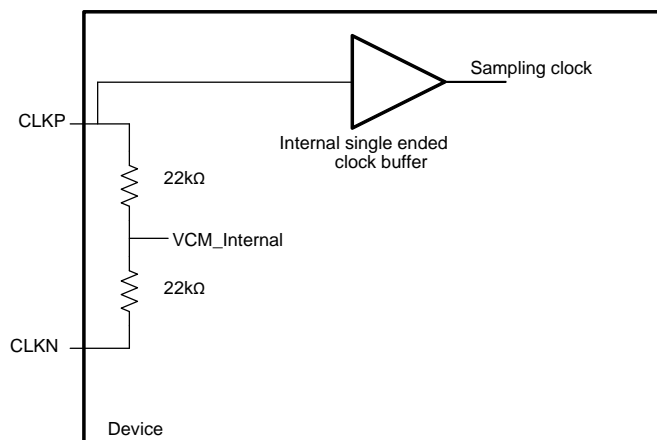 Sampling clock
CLKP
Internal single ended
clock buffer
22kΩ
VCM_Internal
22kΩ
CLKN
Device